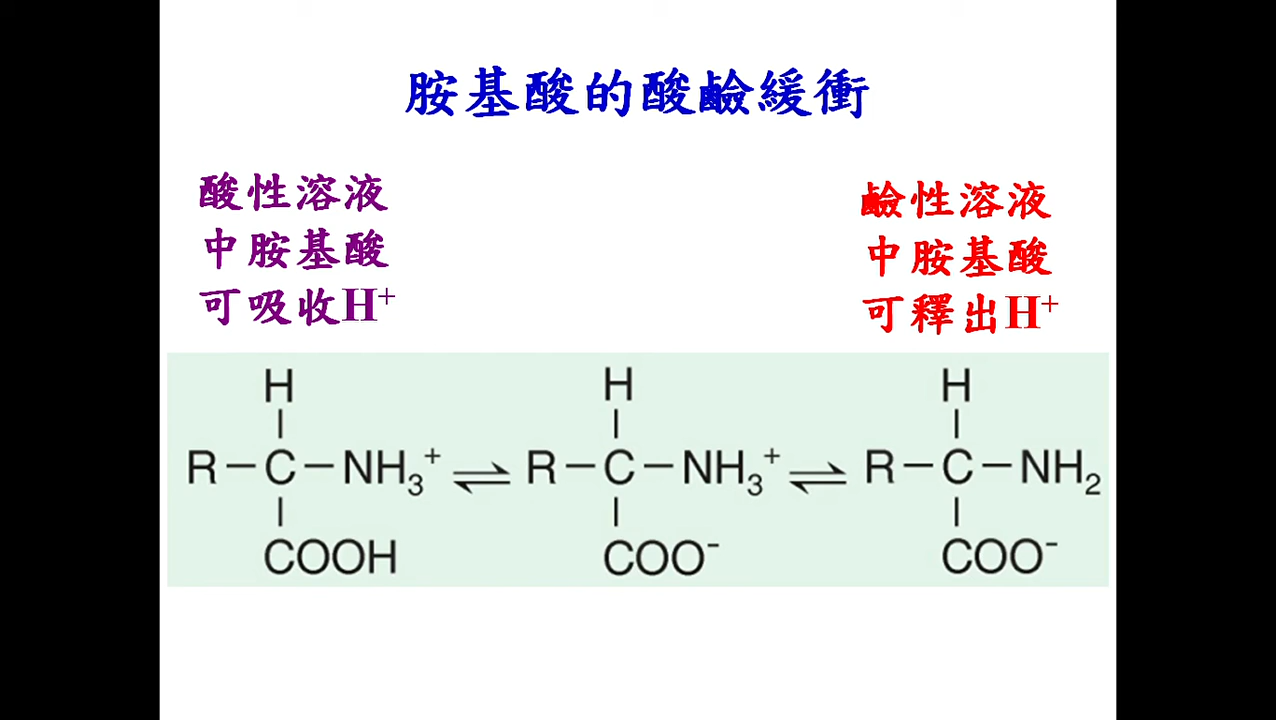 胺基酸的酸鹼緩衝
酸性溶液
中胺基酸
可吸收H⁺
鹼性溶液
中胺基酸
可釋出H⁺
H H H
R－C－NH₃⁺ ⇌ R－C－NH₃⁺ ⇌ R－C－NH₂
COOH COO⁻ COO⁻